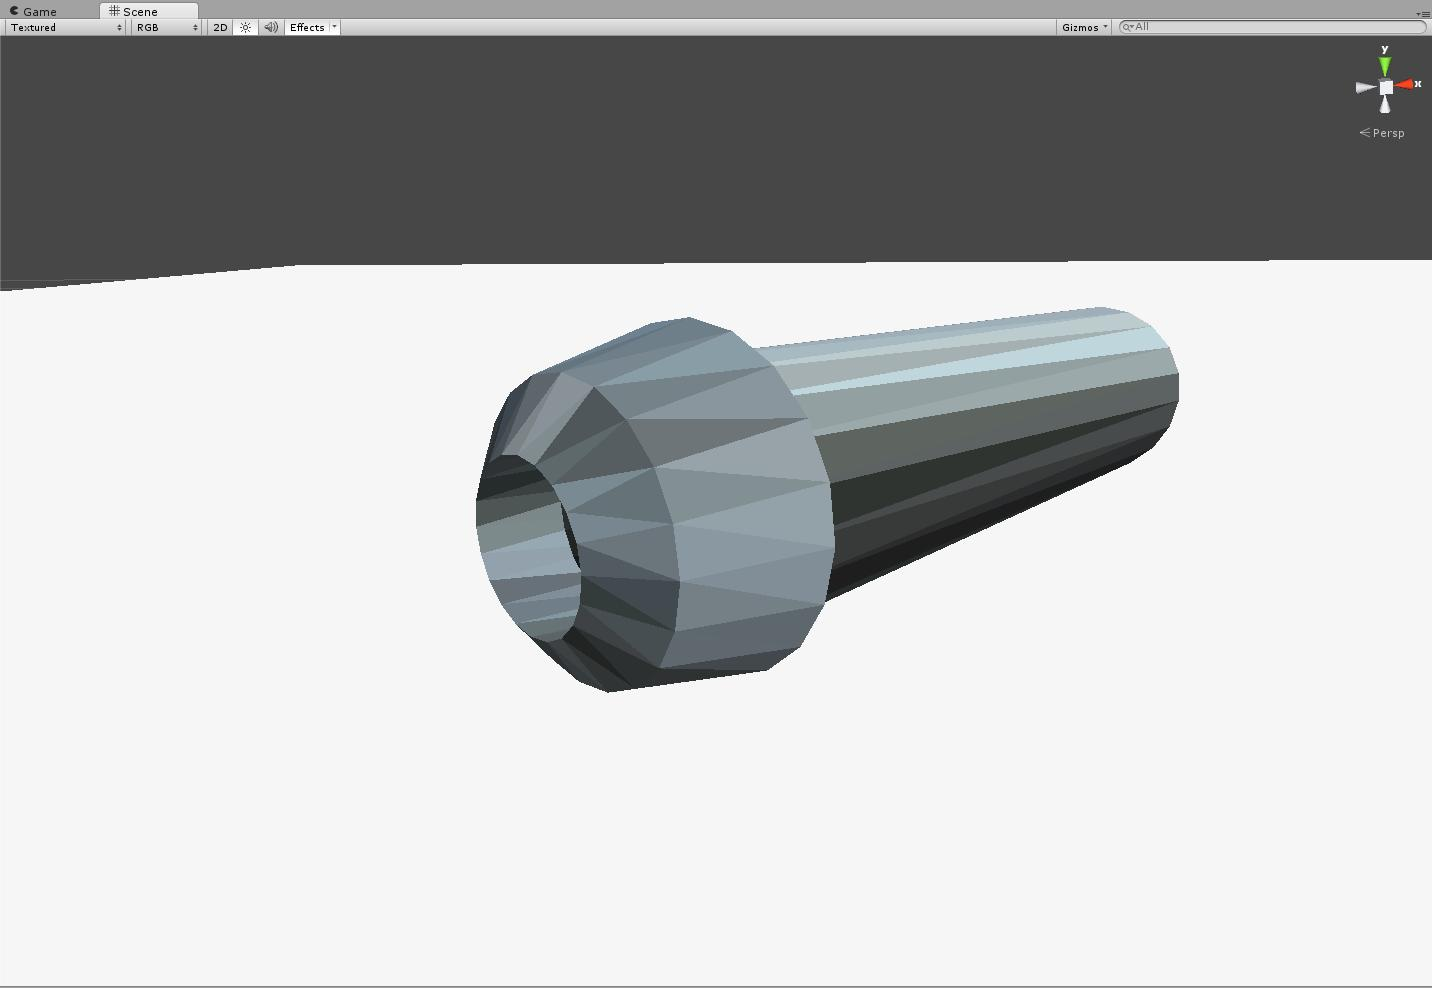 Game Scene
Textured RGB 2D Effects Gizmos All
y
x
Persp